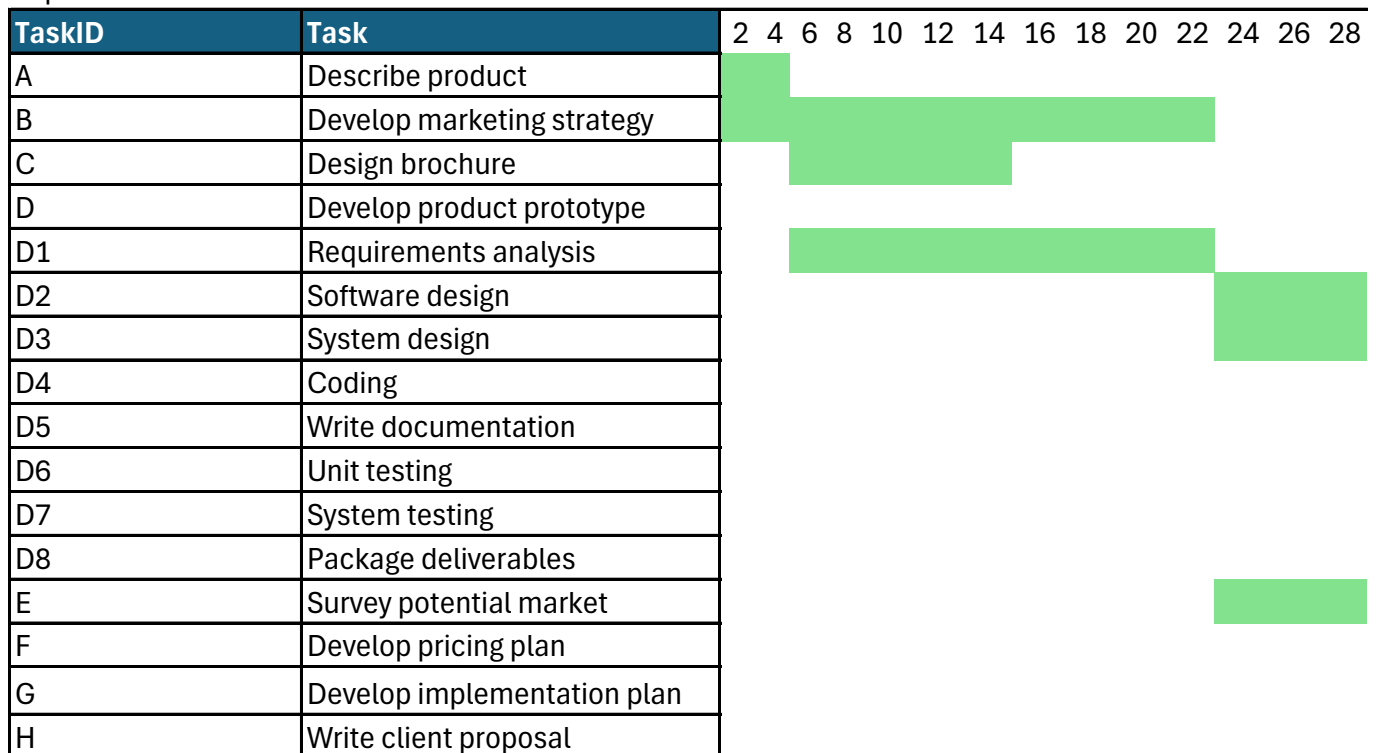 TaskID Task 2 4 6 8 10 12 14 16 18 20 22 24 26 28
A Describe product
B Develop marketing strategy
C Design brochure
D Develop product prototype
D1 Requirements analysis
D2 Software design
D3 System design
D4 Coding
D5 Write documentation
D6 Unit testing
D7 System testing
D8 Package deliverables
E Survey potential market
F Develop pricing plan
G Develop implementation plan
H Write client proposal